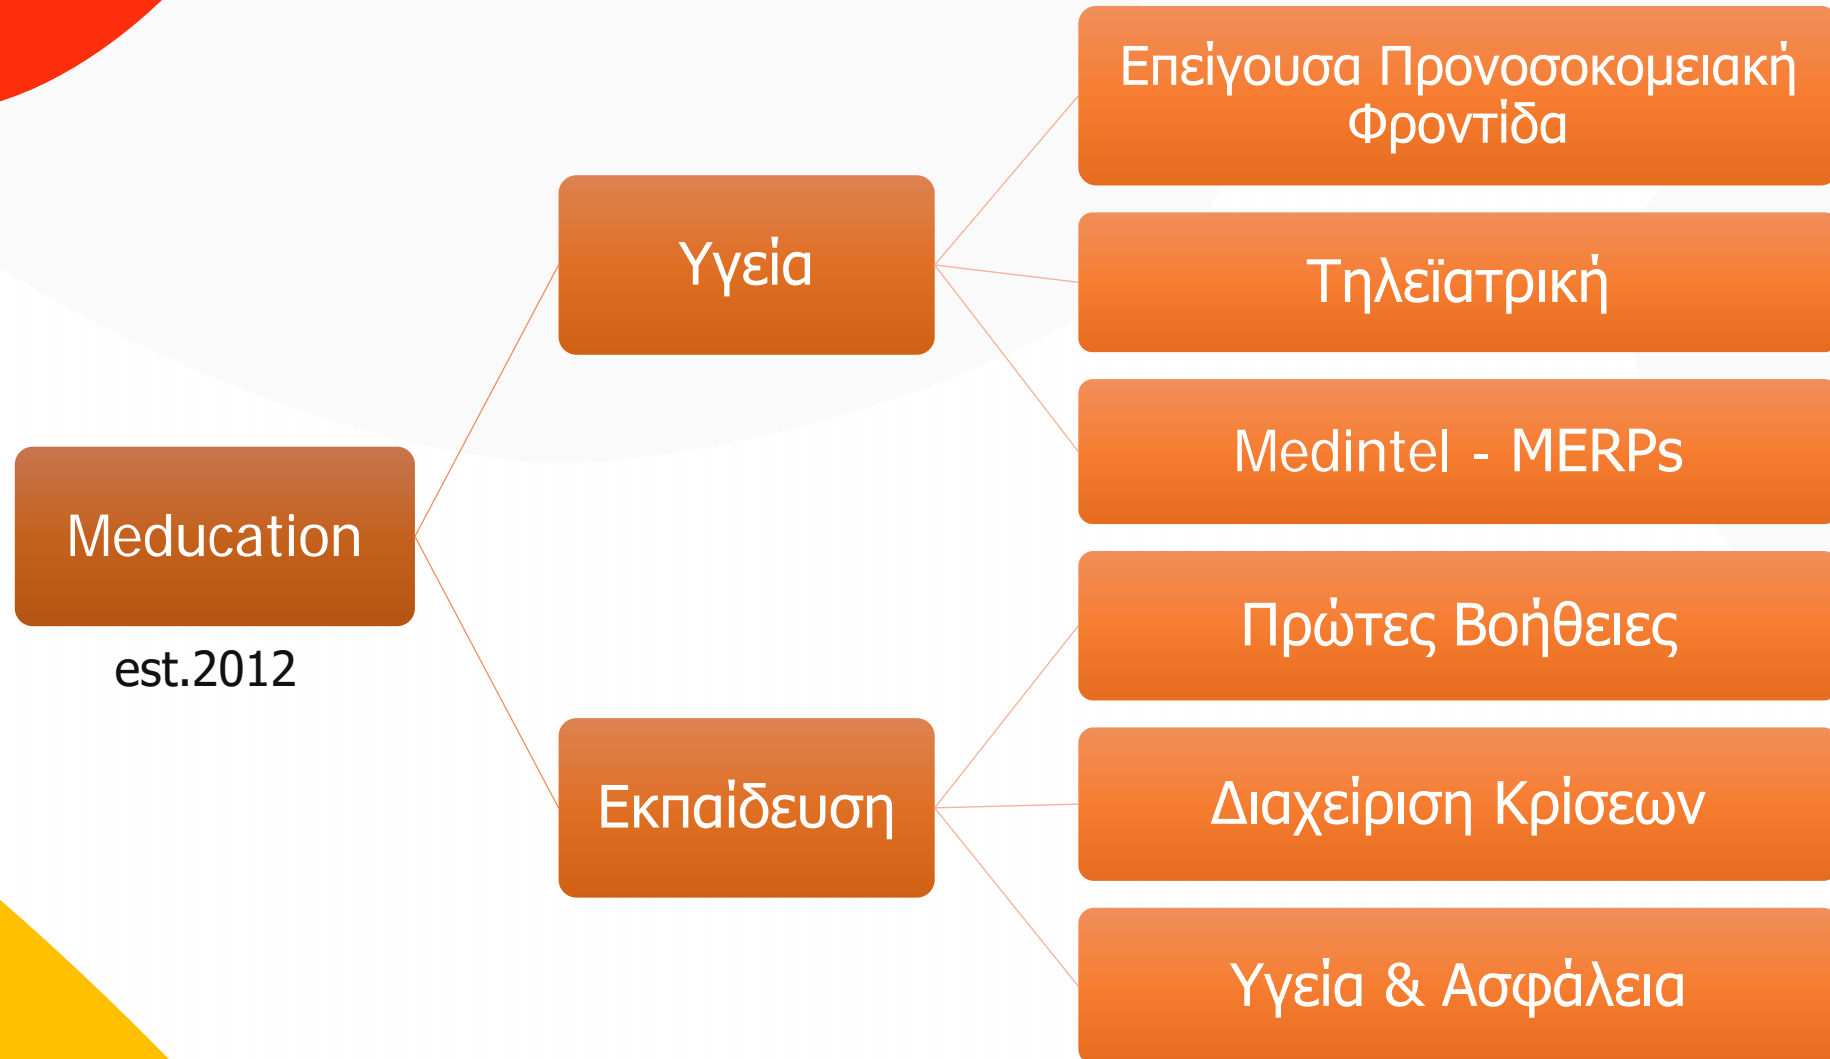 Meducation
est.2012
Υγεία
Επείγουσα Προνοσοκομειακή
Φροντίδα
Τηλεϊατρική
Medintel - MERPs
Εκπαίδευση
Πρώτες Βοήθειες
Διαχείριση Κρίσεων
Υγεία & Ασφάλεια